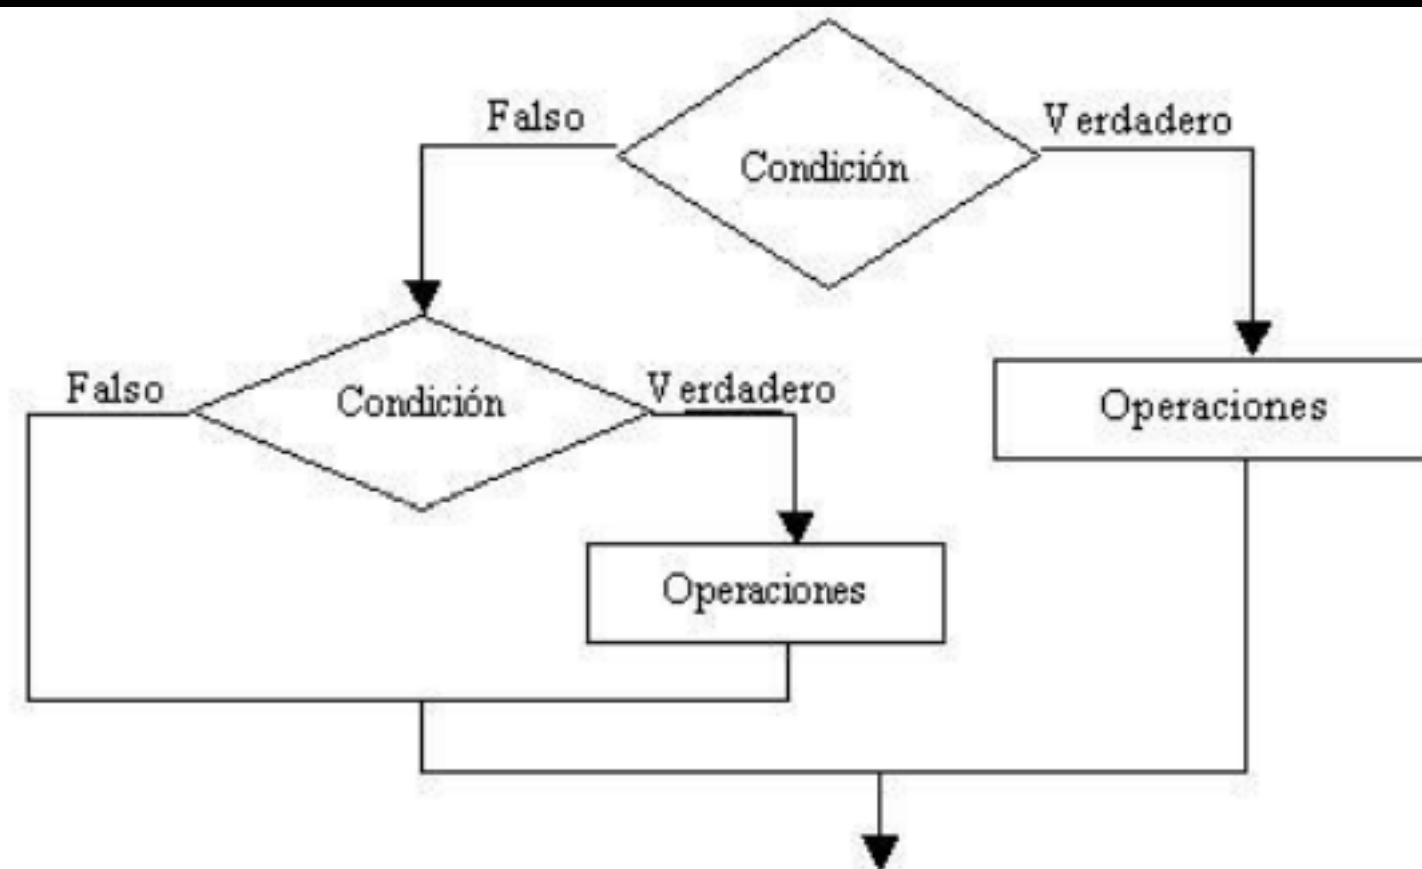 Falso
Verdadero
Condición
Falso
Condición
Verdadero
Operaciones
Operaciones